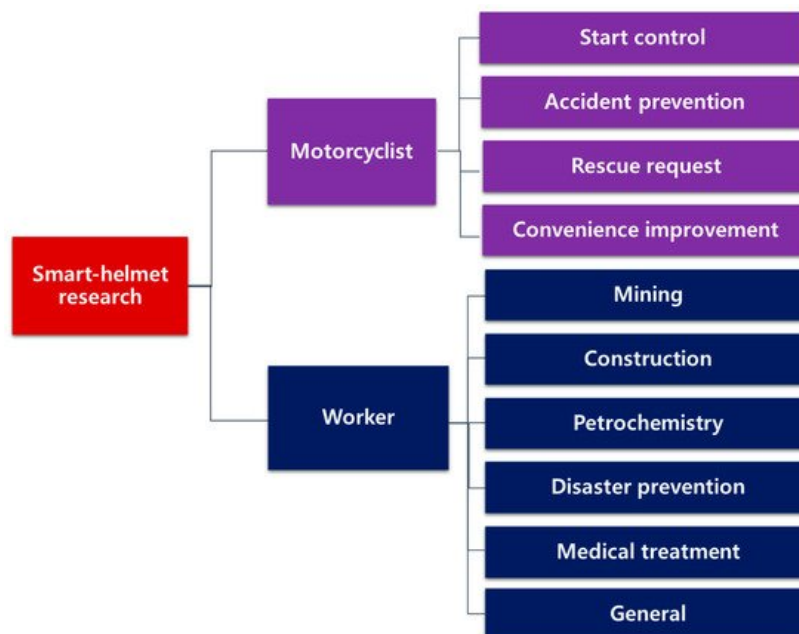 Start control
Accident prevention
Motorcyclist
Rescue request
Convenience improvement
Smart-helmet
research
Mining
Construction
Worker
Petrochemistry
Disaster prevention
Medical treatment
General